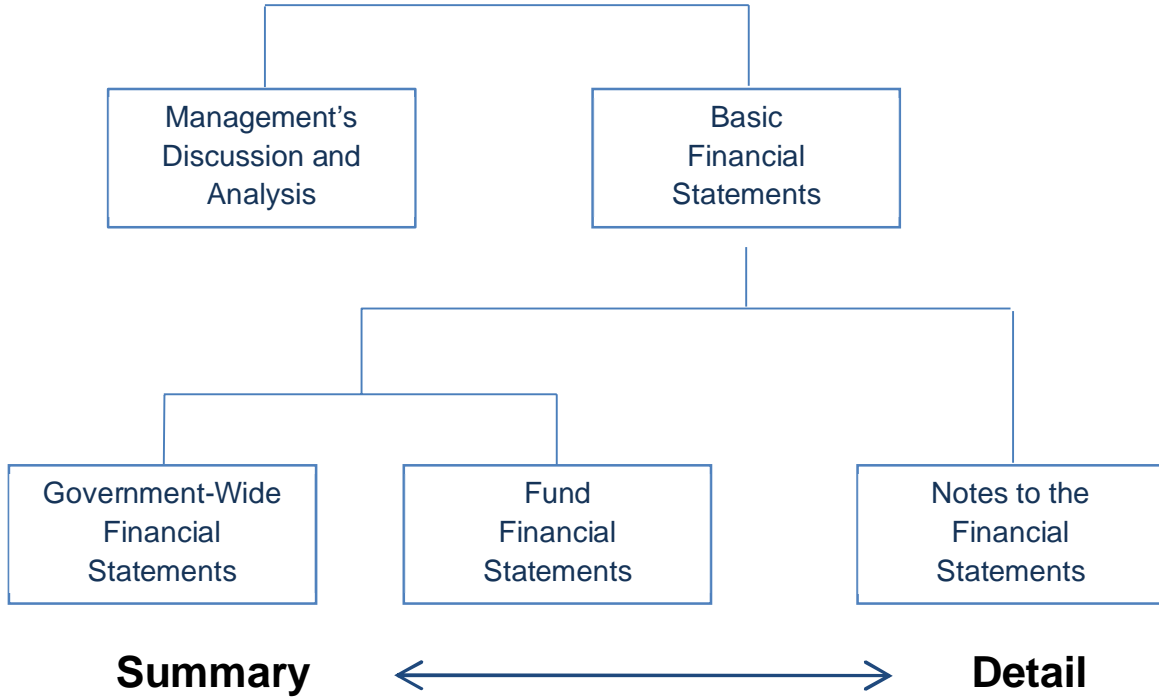 Management’s
Discussion and
Analysis
Basic
Financial
Statements
Government-Wide
Financial
Statements
Fund
Financial
Statements
Notes to the
Financial
Statements
Summary
Detail